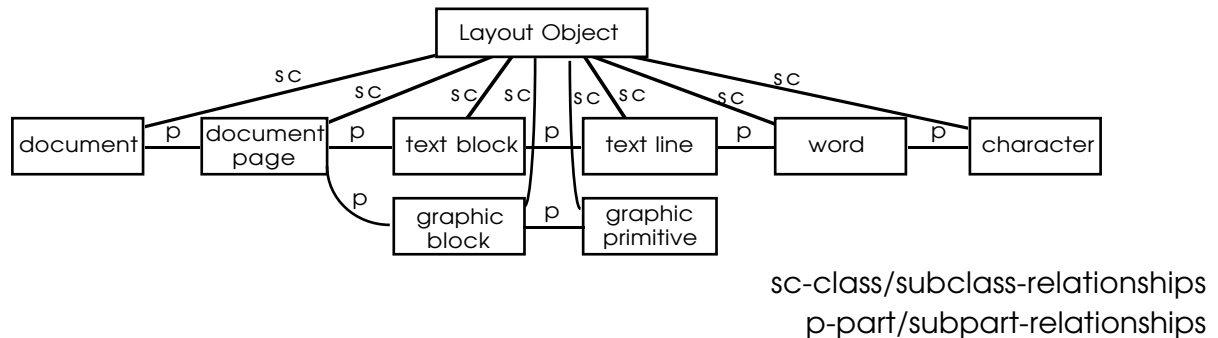 Layout Object
sc
sc
sc
sc
sc
sc
sc
sc
document
p
document
page
p
text block
p
text line
p
word
p
character
p
graphic
block
p
graphic
primitive
sc-class/subclass-relationships
p-part/subpart-relationships